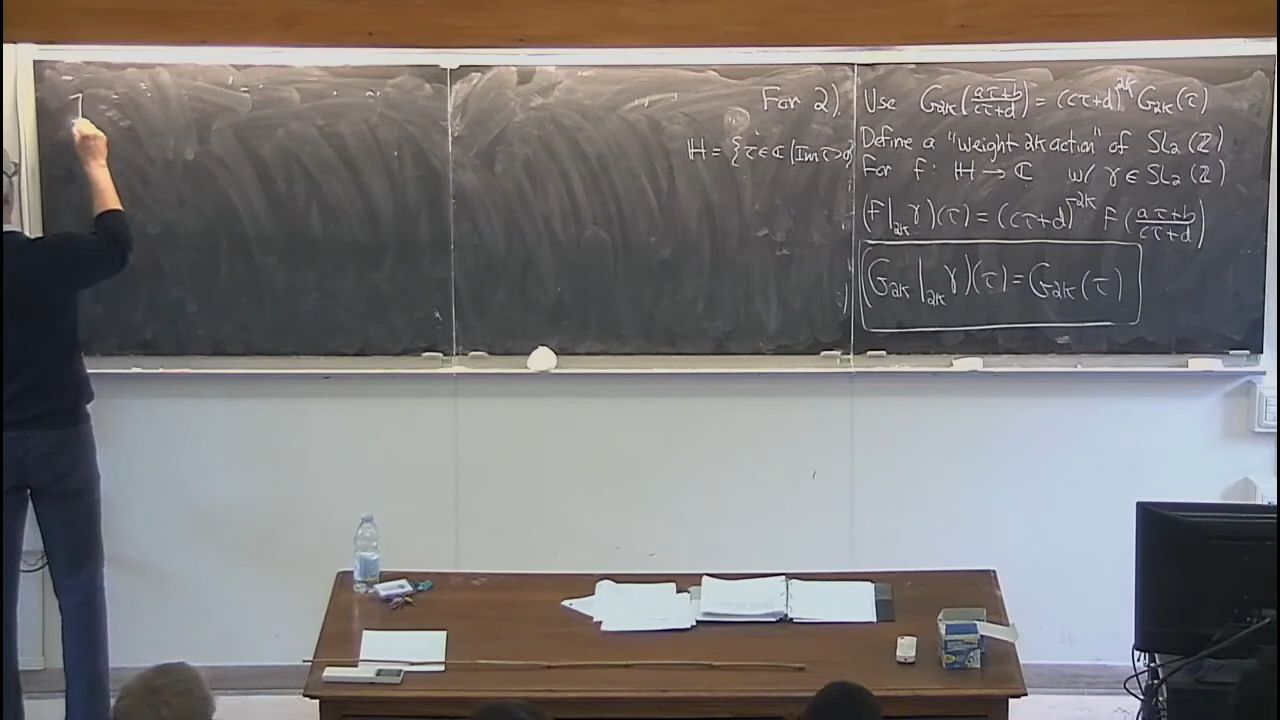 For 2)
ℍ = {τ∈ℂ | Im τ>0}
Use G₂ₖ((aτ+b)/(cτ+d)) = (cτ+d)²ᵏ G₂ₖ(τ)
Define a "weight 2k action" of SL₂(ℤ)
For f: ℍ → ℂ w/ γ ∈ SL₂(ℤ)
(f|₂ₖγ)(τ) = (cτ+d)⁻²ᵏ f((aτ+b)/(cτ+d))
(G₂ₖ|₂ₖγ)(τ) = G₂ₖ(τ)